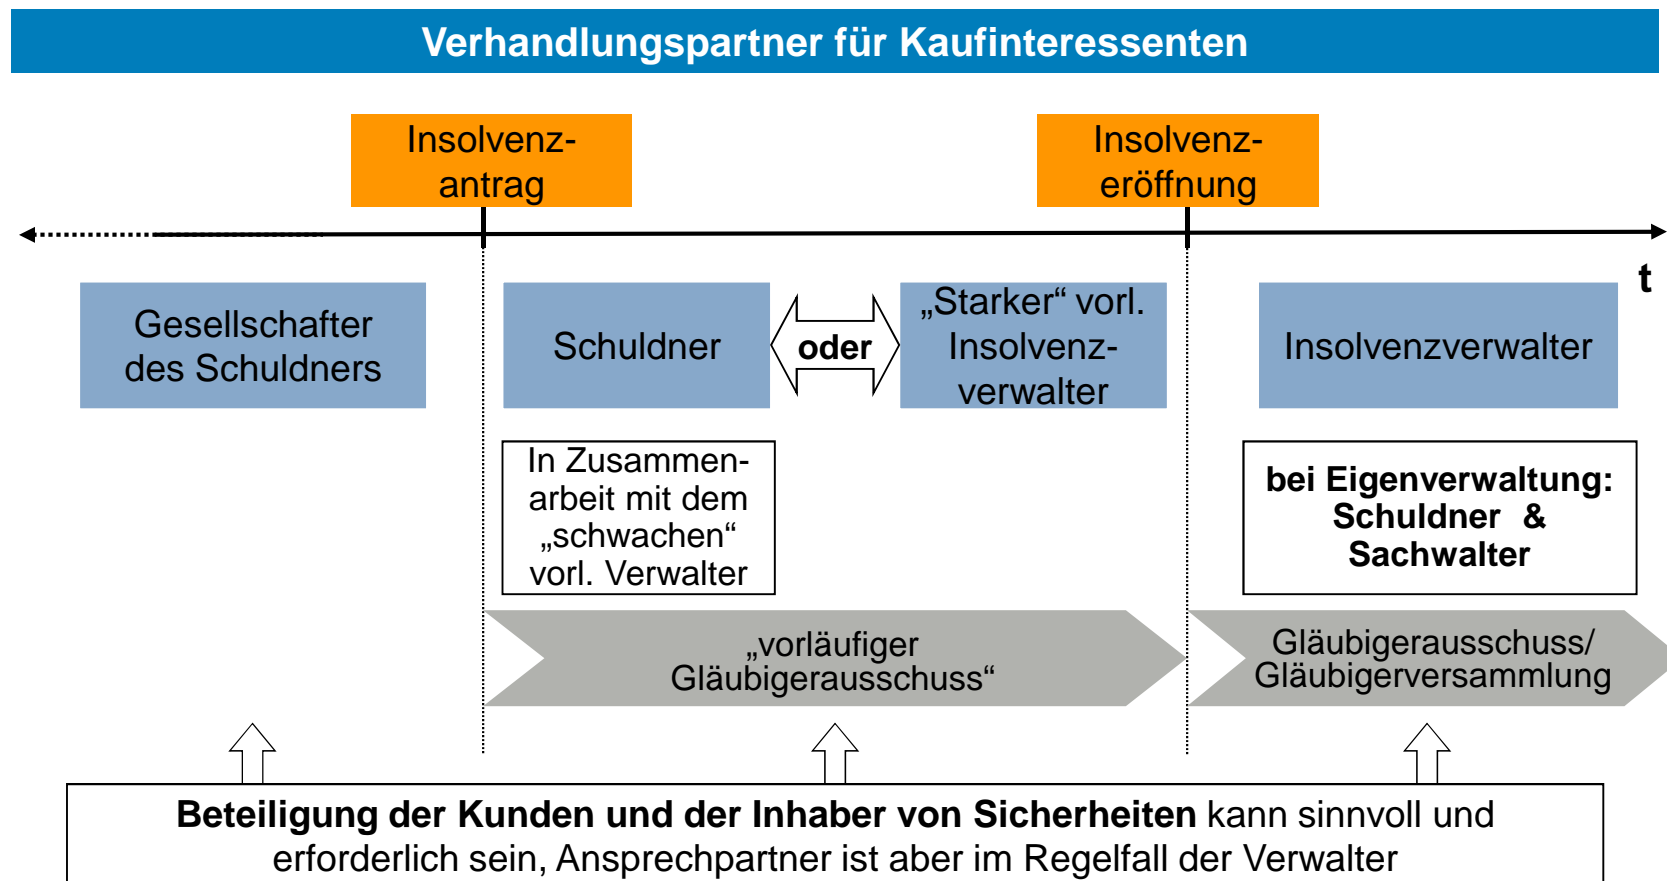 Verhandlungspartner für Kaufinteressenten
Insolvenz-
antrag
Insolvenz-
eröffnung
t
Gesellschafter
des Schuldners
Schuldner
oder
„Starker“ vorl.
Insolvenz-
verwalter
Insolvenzverwalter
In Zusammen-
arbeit mit dem
„schwachen“
vorl. Verwalter
bei Eigenverwaltung:
Schuldner &
Sachwalter
„vorläufiger
Gläubigerausschuss“
Gläubigerausschuss/
Gläubigerversammlung
Beteiligung der Kunden und der Inhaber von Sicherheiten kann sinnvoll und
erforderlich sein, Ansprechpartner ist aber im Regelfall der Verwalter